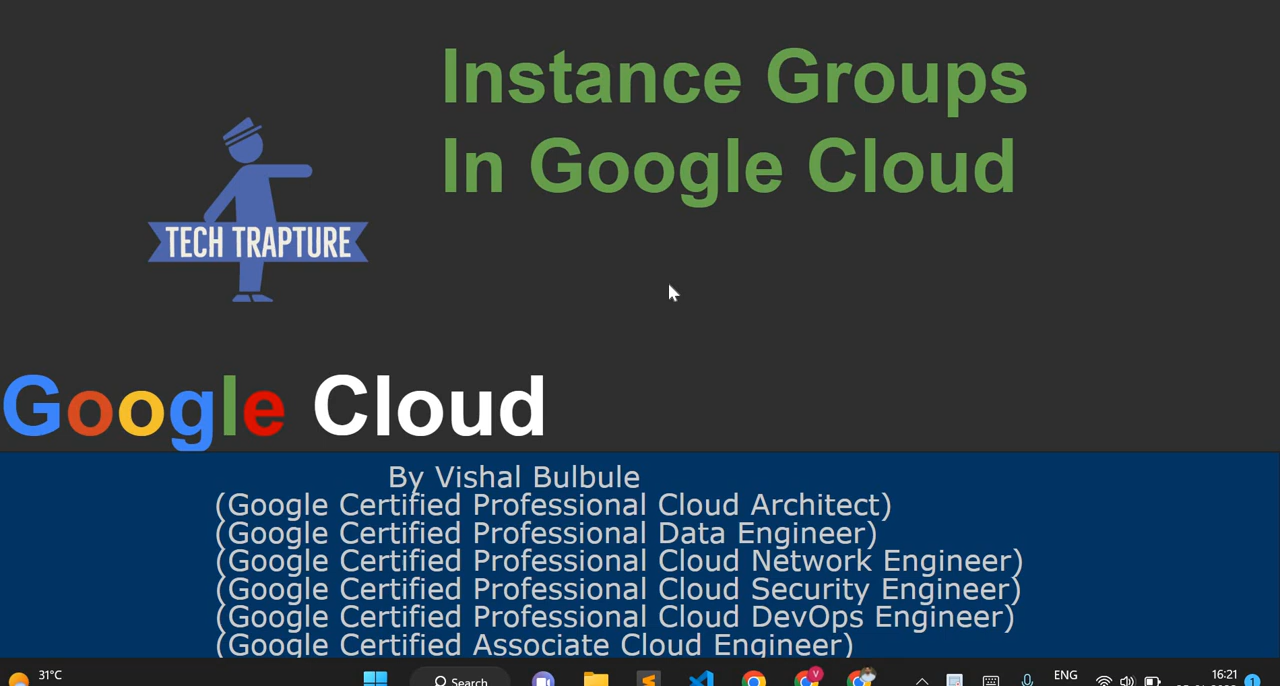 Instance Groups
In Google Cloud
TECH TRAPTURE
Google Cloud
By Vishal Bulbule
(Google Certified Professional Cloud Architect)
(Google Certified Professional Data Engineer)
(Google Certified Professional Cloud Network Engineer)
(Google Certified Professional Cloud Security Engineer)
(Google Certified Professional Cloud DevOps Engineer)
(Google Certified Associate Cloud Engineer)
31°C
Search
V
ENG
16:21
1